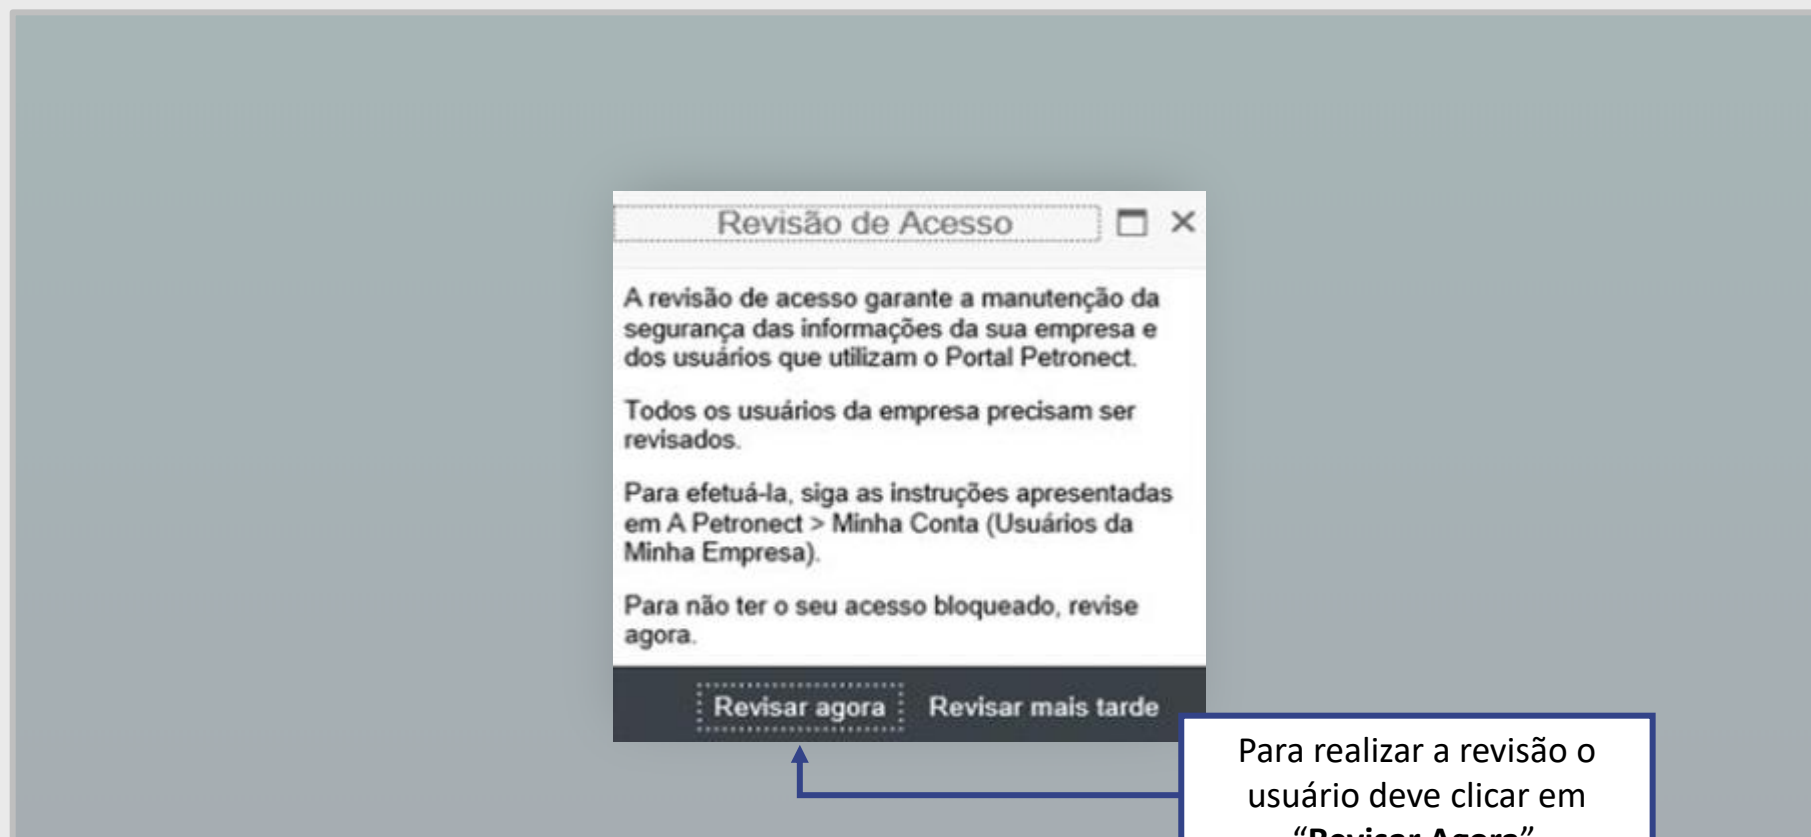 Revisão de Acesso
A revisão de acesso garante a manutenção da
segurança das informações da sua empresa e
dos usuários que utilizam o Portal Petronect.
Todos os usuários da empresa precisam ser
revisados.
Para efetuá-la, siga as instruções apresentadas
em A Petronect > Minha Conta (Usuários da
Minha Empresa).
Para não ter o seu acesso bloqueado, revise
agora.
Revisar agora Revisar mais tarde
Para realizar a revisão o
usuário deve clicar em
“Revisar Agora”